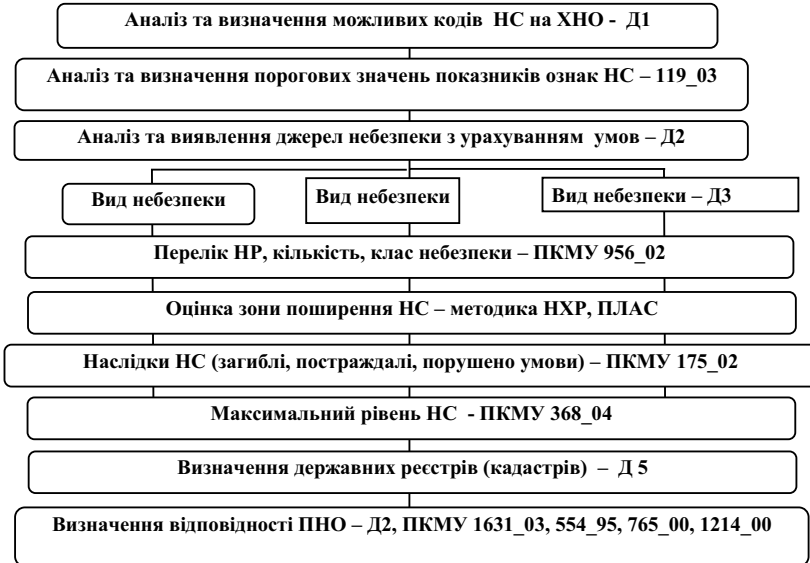 Аналіз та визначення можливих кодів НС на ХНО - Д1
Аналіз та визначення порогових значень показників ознак НС – 119_03
Аналіз та виявлення джерел небезпеки з урахуванням умов – Д2
Вид небезпеки
Вид небезпеки
Вид небезпеки – Д3
Перелік НР, кількість, клас небезпеки – ПКМУ 956_02
Оцінка зони поширення НС – методика НХР, ПЛАС
Наслідки НС (загиблі, постраждалі, порушено умови) – ПКМУ 175_02
Максимальний рівень НС - ПКМУ 368_04
Визначення державних реєстрів (кадастрів) – Д 5
Визначення відповідності ПНО – Д2, ПКМУ 1631_03, 554_95, 765_00, 1214_00